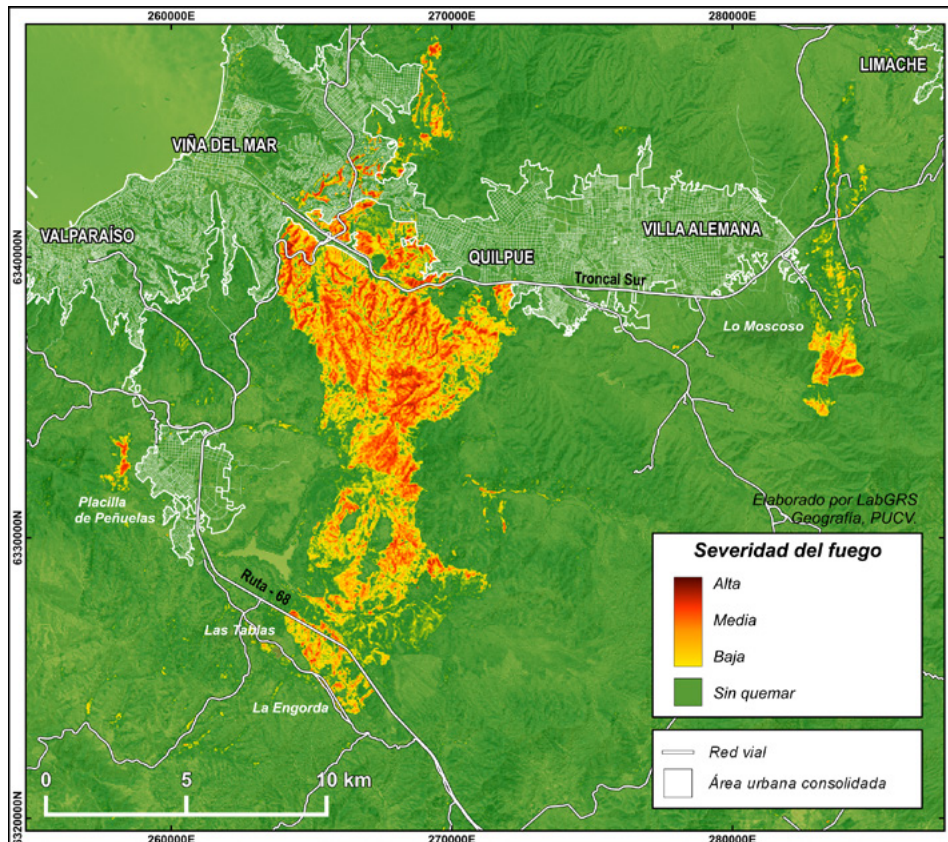 260000E
270000E
280000E
LIMACHE
VIÑA DEL MAR
VALPARAÍSO
VILLA ALEMANA
QUILPUE
Troncal Sur
6340000N
Lo Moscoso
Placilla
de Peñuelas
Elaborado por LabGRS
Geografía, PUCV.
6330000N
Ruta - 68
Las Tablas
La Engorda
Severidad del fuego
Alta
Media
Baja
Sin quemar
Red vial
Área urbana consolidada
0 5 10 km
6320000N
260000E
270000E
280000E